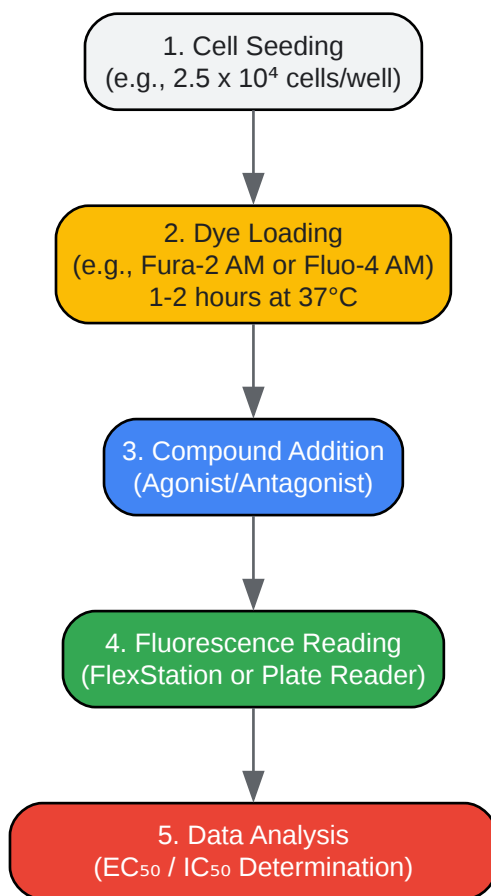 1. Cell Seeding
(e.g., 2.5 x 10⁴ cells/well)
2. Dye Loading
(e.g., Fura-2 AM or Fluo-4 AM)
1-2 hours at 37°C
3. Compound Addition
(Agonist/Antagonist)
4. Fluorescence Reading
(FlexStation or Plate Reader)
5. Data Analysis
(EC₅₀ / IC₅₀ Determination)